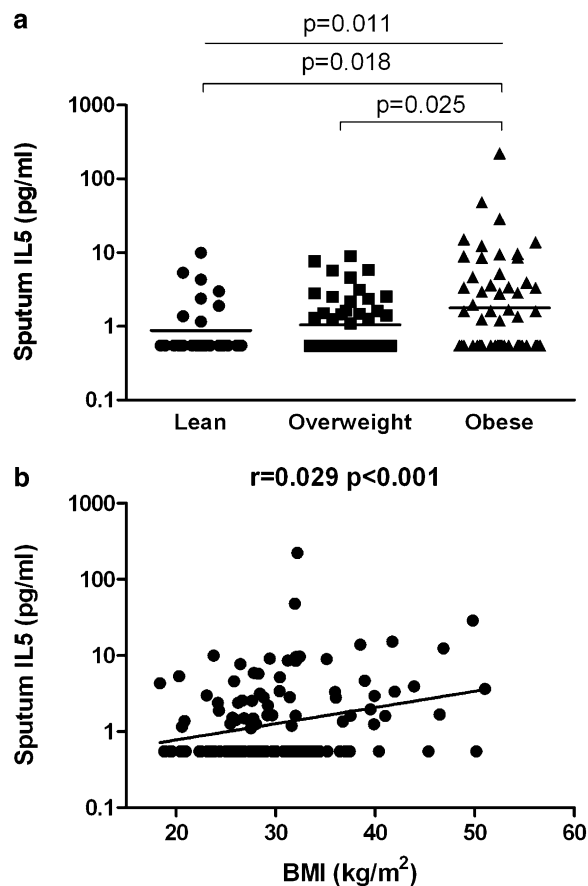 a
p=0.011
p=0.018
p=0.025
Sputum IL5 (pg/ml)
1000
100
10
1
0.1
Lean Overweight Obese
b
r=0.029 p<0.001
Sputum IL5 (pg/ml)
1000
100
10
1
0.1
20 30 40 50 60
BMI (kg/m²)